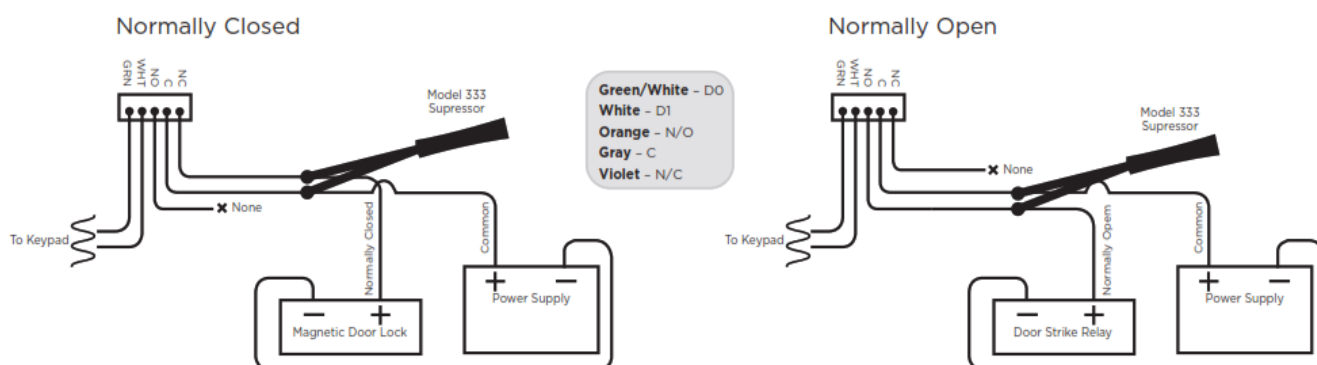 Normally Closed
GRN
WHT
NO
C
NC
Model 333
Supressor
None
To Keypad
Normally Closed
Common
Magnetic Door Lock
Power Supply
Green/White – D0
White – D1
Orange – N/O
Gray – C
Violet – N/C
Normally Open
GRN
WHT
NO
C
NC
Model 333
Supressor
None
To Keypad
Normally Opem
Common
Door Strike Relay
Power Supply